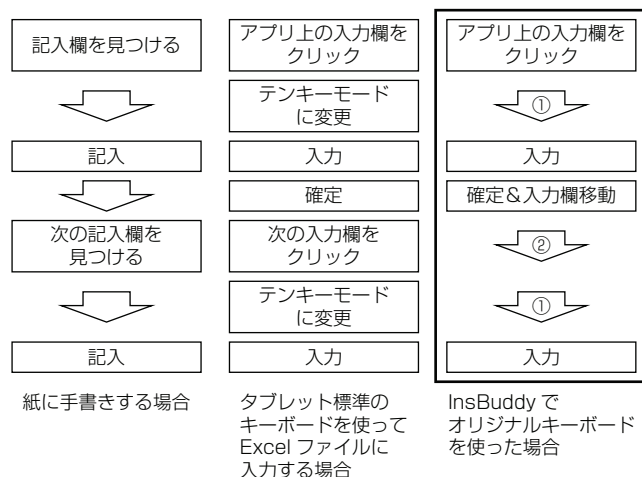 記入欄を見つける
記入
次の記入欄を
見つける
記入
紙に手書きする場合
アプリ上の入力欄を
クリック
テンキーモード
に変更
入力
確定
次の入力欄を
クリック
テンキーモード
に変更
入力
タブレット標準の
キーボードを使って
Excel ファイルに
入力する場合
アプリ上の入力欄を
クリック
①
入力
確定&入力欄移動
②
①
入力
InsBuddy で
オリジナルキーボード
を使った場合